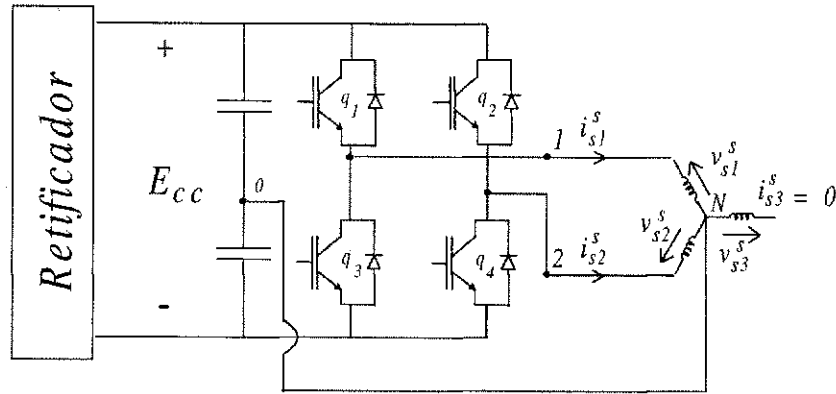 Retificador
+
E_cc
-
0
q_1
q_2
q_3
q_4
1
i^s_s1
2
i^s_s2
v^s_s1
v^s_s2
N
i^s_s3 = 0
v^s_s3